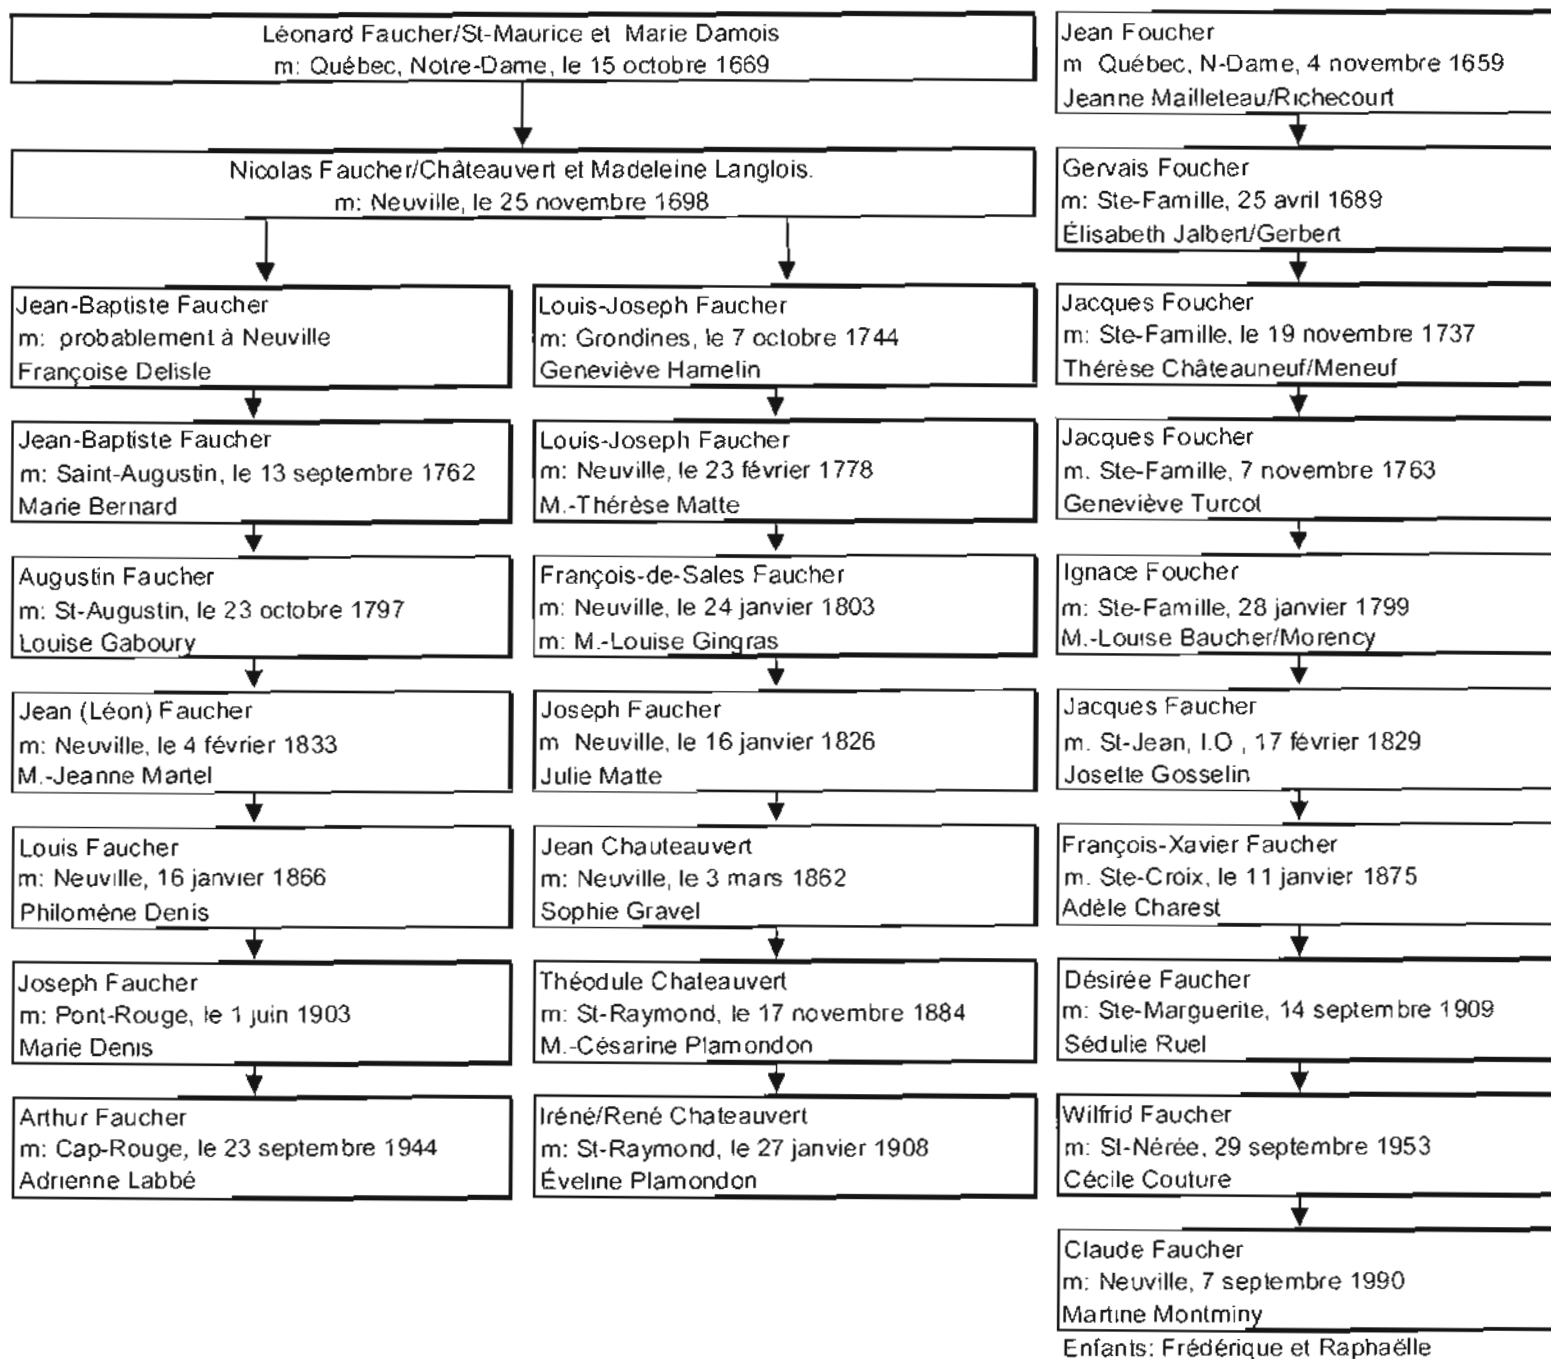 Léonard Faucher/St-Maurice et Marie Damois
m: Québec, Notre-Dame, le 15 octobre 1669
Nicolas Faucher/Châteauvert et Madeleine Langlois.
m: Neuville, le 25 novembre 1698
Jean-Baptiste Faucher
m: probablement à Neuville
Françoise Delisle
Jean-Baptiste Faucher
m: Saint-Augustin, le 13 septembre 1762
Marie Bernard
Augustin Faucher
m: St-Augustin, le 23 octobre 1797
Louise Gaboury
Jean (Léon) Faucher
m: Neuville, le 4 février 1833
M.-Jeanne Martel
Louis Faucher
m: Neuville, 16 janvier 1866
Philomène Denis
Joseph Faucher
m: Pont-Rouge, le 1 juin 1903
Marie Denis
Arthur Faucher
m: Cap-Rouge, le 23 septembre 1944
Adrienne Labbé
Louis-Joseph Faucher
m: Grondines, le 7 octobre 1744
Geneviève Hamelin
Louis-Joseph Faucher
m: Neuville, le 23 février 1778
M.-Thérèse Matte
François-de-Sales Faucher
m: Neuville, le 24 janvier 1803
m: M.-Louise Gingras
Joseph Faucher
m Neuville, le 16 janvier 1826
Julie Matte
Jean Chauteauvert
m: Neuville, le 3 mars 1862
Sophie Gravel
Théodule Chateauvert
m: St-Raymond, le 17 novembre 1884
M.-Césarine Plamondon
Iréné/René Chateauvert
m: St-Raymond, le 27 janvier 1908
Éveline Plamondon
Jean Foucher
m Québec, N-Dame, 4 novembre 1659
Jeanne Mailleteau/Richecourt
Gervais Foucher
m: Ste-Famille, 25 avril 1689
Élisabeth Jalbert/Gerbert
Jacques Foucher
m: Ste-Famille, le 19 novembre 1737
Thérèse Châteauneuf/Meneuf
Jacques Foucher
m. Ste-Famille, 7 novembre 1763
Geneviève Turcot
Ignace Foucher
m: Ste-Famille, 28 janvier 1799
M.-Louise Baucher/Morency
Jacques Faucher
m. St-Jean, I.O , 17 février 1829
Josette Gosselin
François-Xavier Faucher
m. Ste-Croix, le 11 janvier 1875
Adèle Charest
Désirée Faucher
m: Ste-Marguerite, 14 septembre 1909
Sédulie Ruel
Wilfrid Faucher
m: St-Nérée, 29 septembre 1953
Cécile Couture
Claude Faucher
m: Neuville, 7 septembre 1990
Martine Montminy
Enfants: Frédérique et Raphaëlle